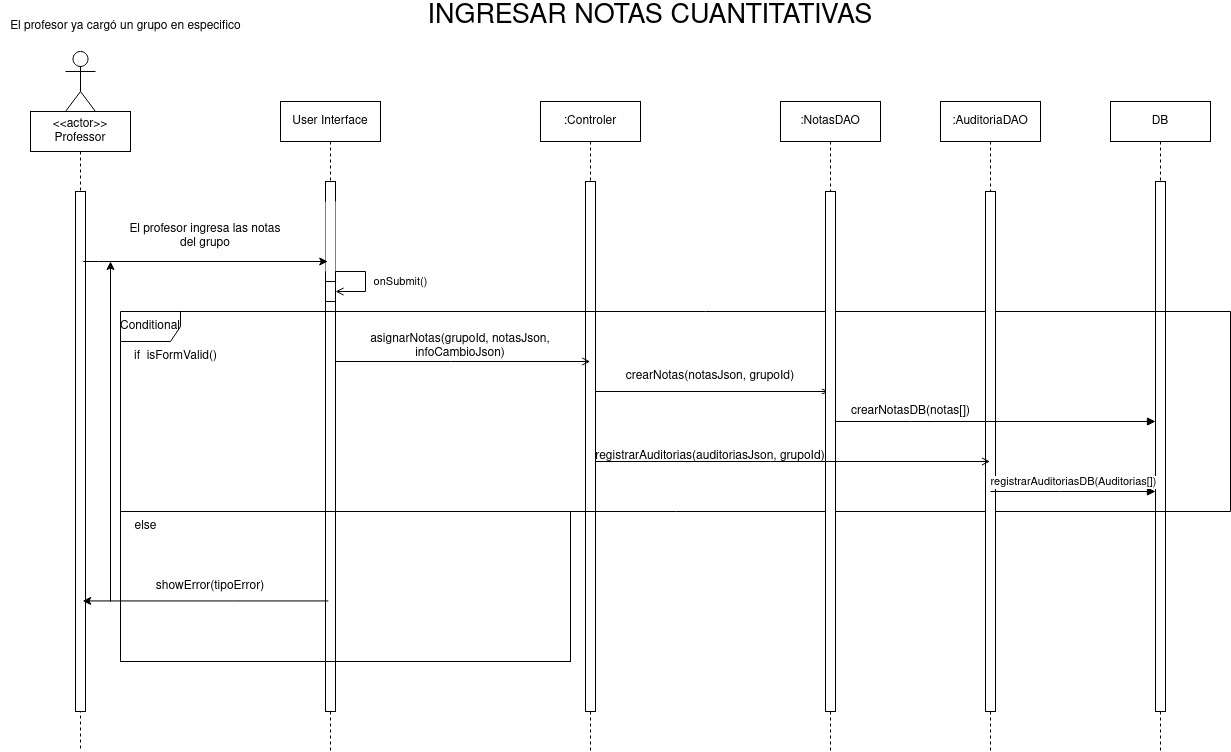 INGRESAR NOTAS CUANTITATIVAS
El profesor ya cargó un grupo en especifico
<<actor>>
Professor
User Interface
:Controler
:NotasDAO
:AuditoriaDAO
DB
El profesor ingresa las notas
del grupo
onSubmit()
Conditional
if isFormValid()
asignarNotas(grupoId, notasJson,
infoCambioJson)
crearNotas(notasJson, grupoId)
crearNotasDB(notas[])
registrarAuditorias(auditoriasJson, grupoId)
registrarAuditoriasDB(Auditorias[])
else
showError(tipoError)